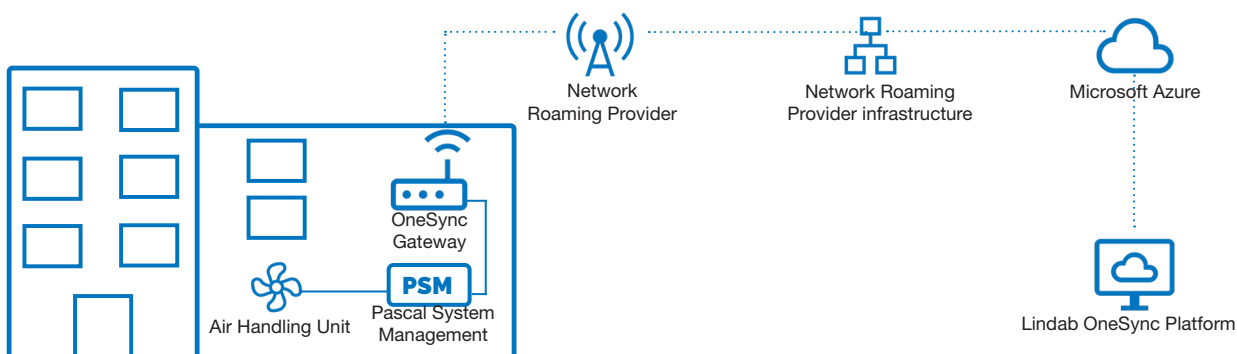 Network
Roaming Provider
Network Roaming
Provider infrastructure
Microsoft Azure
OneSync
Gateway
PSM
Air Handling Unit
Pascal System
Management
Lindab OneSync Platform